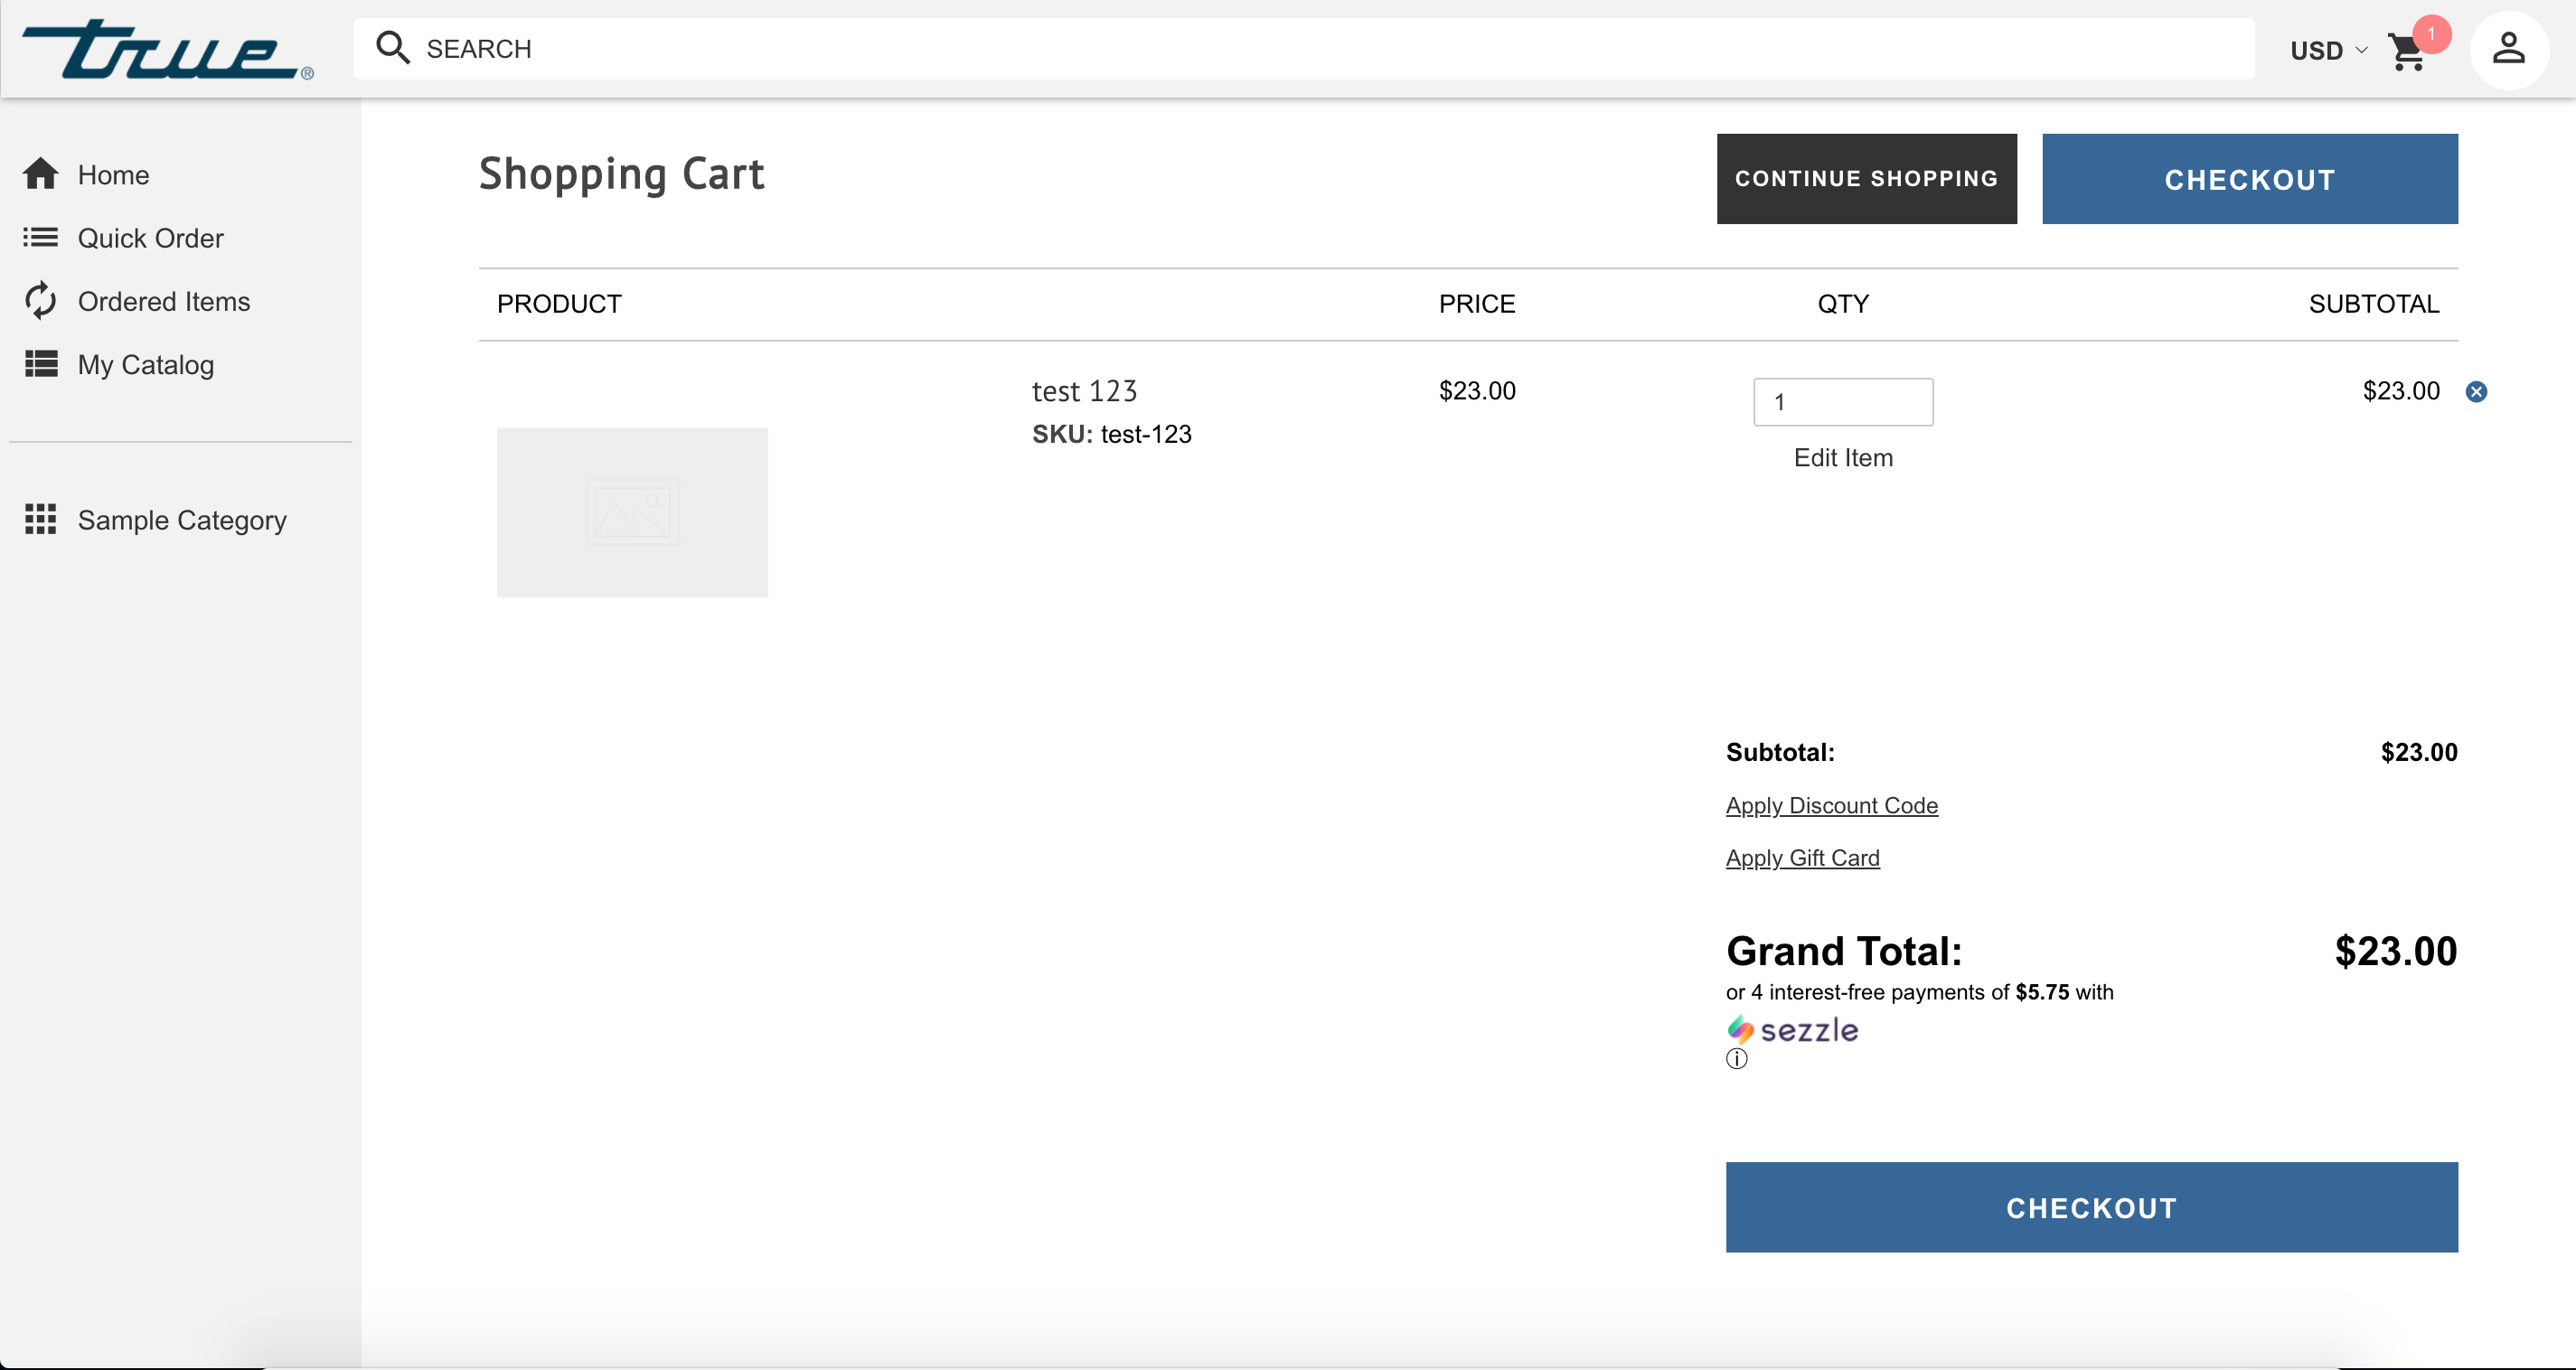 true®
SEARCH
USD
1
Home
Quick Order
Ordered Items
My Catalog
Sample Category
Shopping Cart
CONTINUE SHOPPING
CHECKOUT
PRODUCT PRICE QTY SUBTOTAL
test 123 $23.00 1 $23.00
SKU: test-123
Edit Item
Subtotal: $23.00
Apply Discount Code
Apply Gift Card
Grand Total: $23.00
or 4 interest-free payments of $5.75 with
sezzle
CHECKOUT